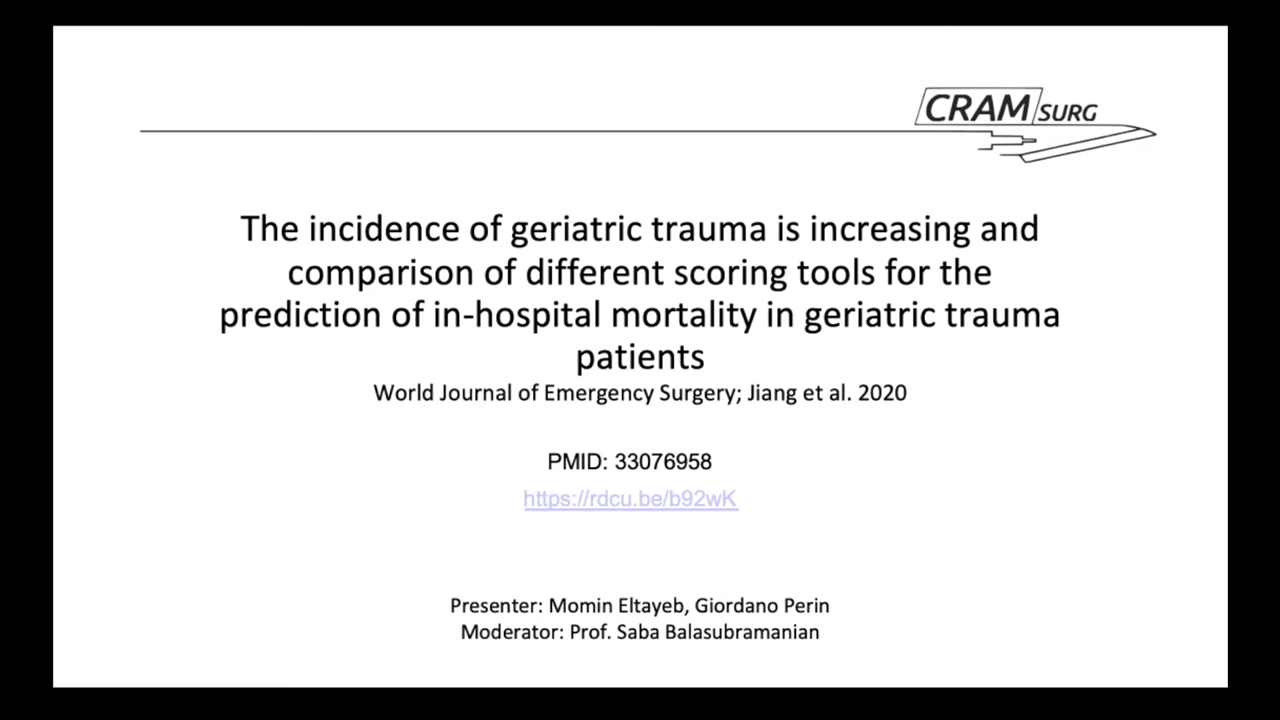 CRAM SURG
The incidence of geriatric trauma is increasing and
comparison of different scoring tools for the
prediction of in-hospital mortality in geriatric trauma
patients
World Journal of Emergency Surgery; Jiang et al. 2020
PMID: 33076958
https://rdcu.be/b92wK
Presenter: Momin Eltayeb, Giordano Perin
Moderator: Prof. Saba Balasubramanian